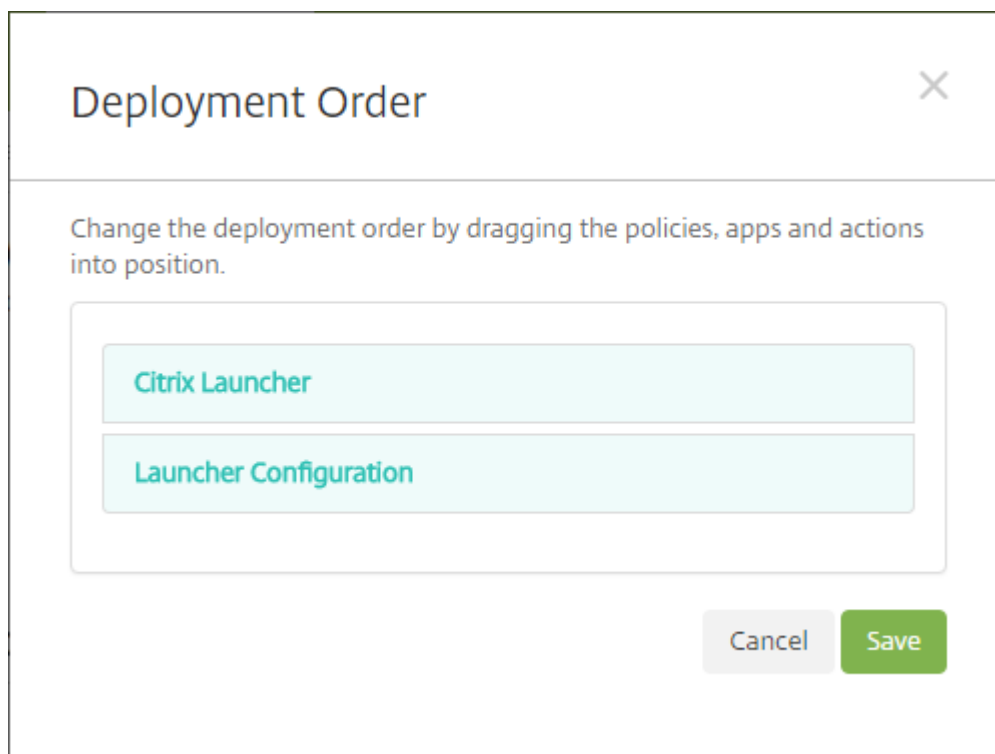 Deployment Order
Change the deployment order by dragging the policies, apps and actions
into position.
Citrix Launcher
Launcher Configuration
Cancel
Save